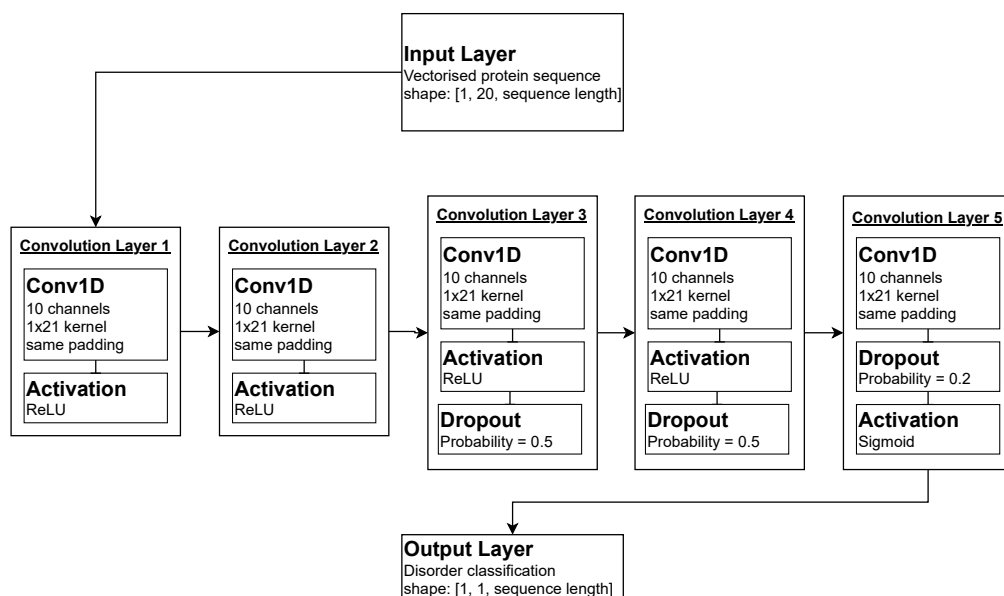 Input Layer
Vectorised protein sequence
shape: [1, 20, sequence length]
Convolution Layer 1
Conv1D
10 channels
1x21 kernel
same padding
Activation
ReLU
Convolution Layer 2
Conv1D
10 channels
1x21 kernel
same padding
Activation
ReLU
Convolution Layer 3
Conv1D
10 channels
1x21 kernel
same padding
Activation
ReLU
Dropout
Probability = 0.5
Convolution Layer 4
Conv1D
10 channels
1x21 kernel
same padding
Activation
ReLU
Dropout
Probability = 0.5
Convolution Layer 5
Conv1D
10 channels
1x21 kernel
same padding
Dropout
Probability = 0.2
Activation
Sigmoid
Output Layer
Disorder classification
shape: [1, 1, sequence length]